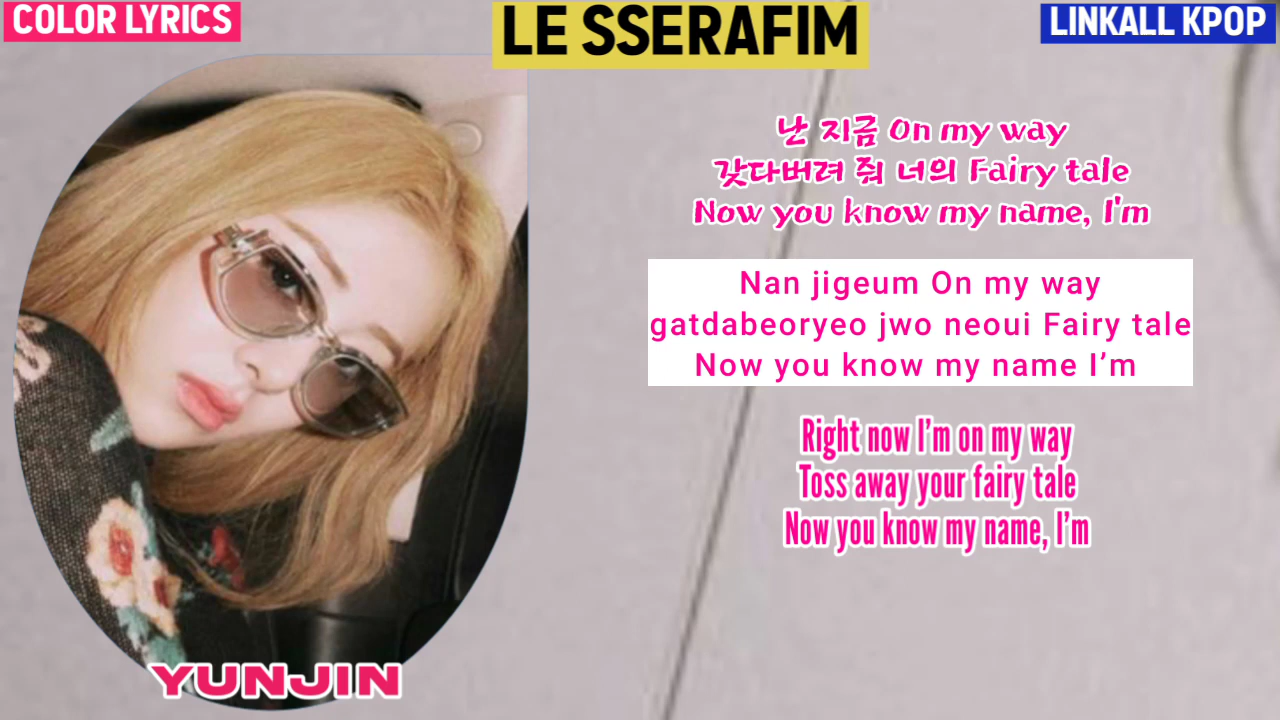 COLOR LYRICS
LE SSERAFIM
LINKALL KPOP
난 지금 On my way
갖다버려 줘 너의 Fairy tale
Now you know my name, I'm
Nan jigeum On my way
gatdabeoryeo jwo neoui Fairy tale
Now you know my name I’m
Right now I’m on my way
Toss away your fairy tale
Now you know my name, I’m
YUNJIN